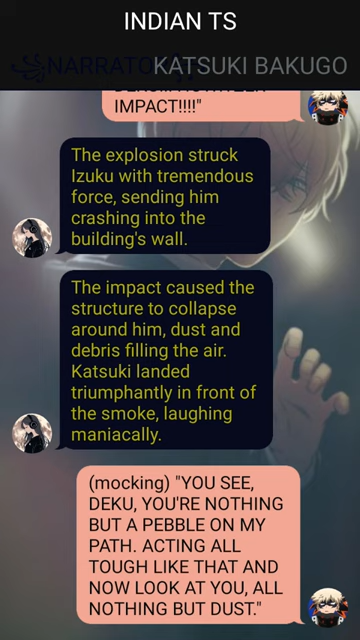 INDIAN TS
NARRATOR
KATSUKI BAKUGO
IMPACT!!!!"
The explosion struck
Izuku with tremendous
force, sending him
crashing into the
building's wall.
The impact caused the
structure to collapse
around him, dust and
debris filling the air.
Katsuki landed
triumphantly in front of
the smoke, laughing
maniacally.
(mocking) "YOU SEE,
DEKU, YOU'RE NOTHING
BUT A PEBBLE ON MY
PATH. ACTING ALL
TOUGH LIKE THAT AND
NOW LOOK AT YOU, ALL
NOTHING BUT DUST."